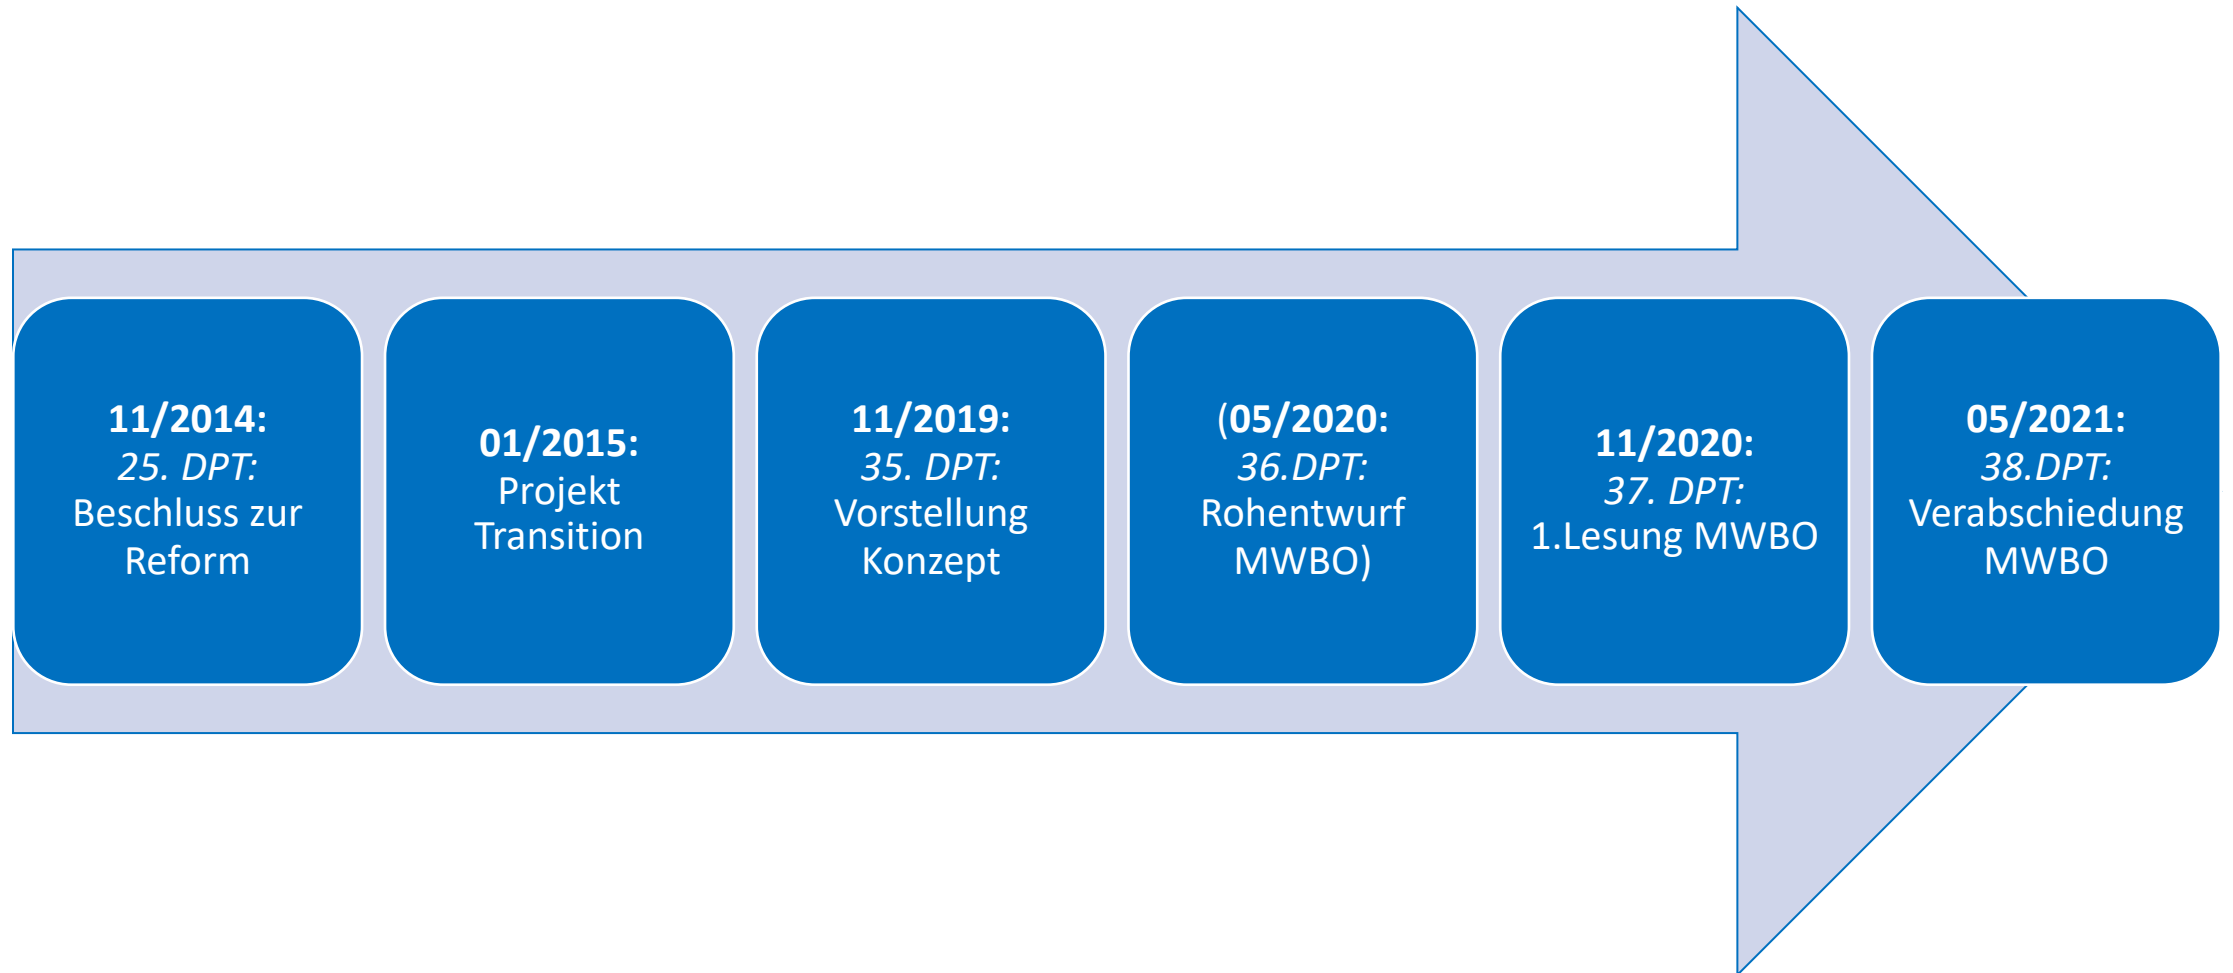 11/2014:
25. DPT:
Beschluss zur
Reform
01/2015:
Projekt
Transition
11/2019:
35. DPT:
Vorstellung
Konzept
(05/2020:
36.DPT:
Rohentwurf
MWBO)
11/2020:
37. DPT:
1.Lesung MWBO
05/2021:
38.DPT:
Verabschiedung
MWBO